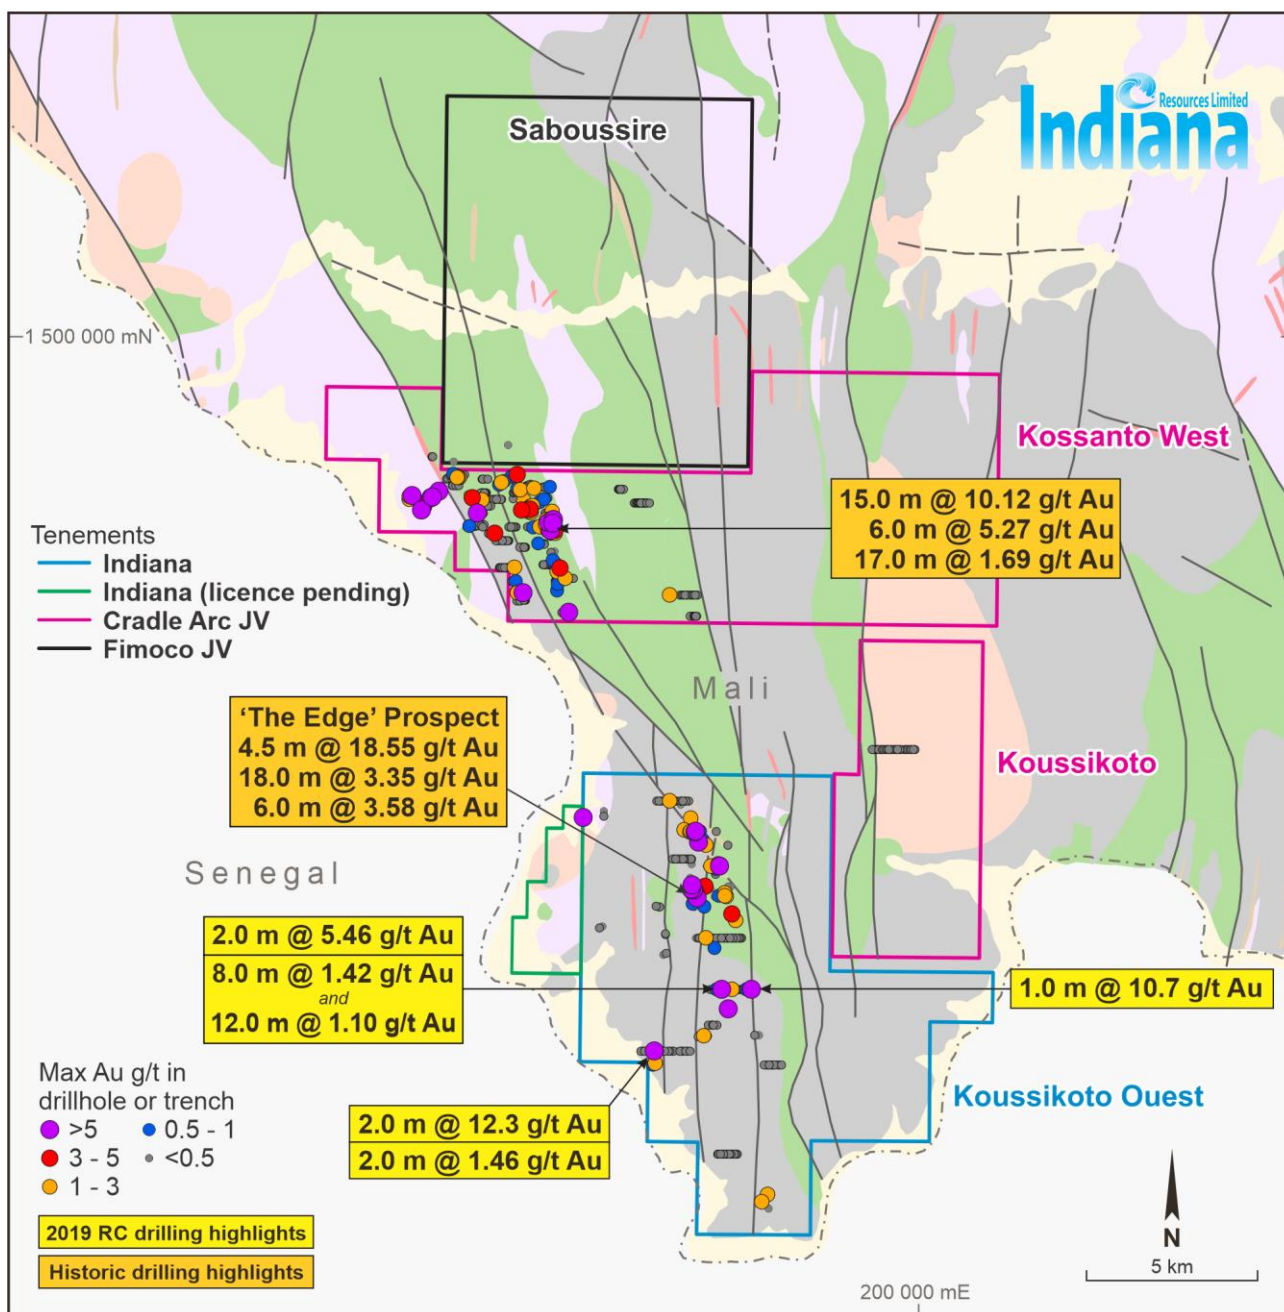 Saboussire
Indiana
Resources Limited
1 500 000 mN
Kossanto West
15.0 m @ 10.12 g/t Au
6.0 m @ 5.27 g/t Au
17.0 m @ 1.69 g/t Au
Tenements
Indiana
Indiana (licence pending)
Cradle Arc JV
Fimoco JV
Mali
‘The Edge’ Prospect
4.5 m @ 18.55 g/t Au
18.0 m @ 3.35 g/t Au
6.0 m @ 3.58 g/t Au
Koussikoto
Senegal
2.0 m @ 5.46 g/t Au
8.0 m @ 1.42 g/t Au
and
12.0 m @ 1.10 g/t Au
1.0 m @ 10.7 g/t Au
Koussikoto Ouest
2.0 m @ 12.3 g/t Au
2.0 m @ 1.46 g/t Au
Max Au g/t in
drillhole or trench
>5
0.5 - 1
3 - 5
<0.5
1 - 3
2019 RC drilling highlights
Historic drilling highlights
N
5 km
200 000 mE